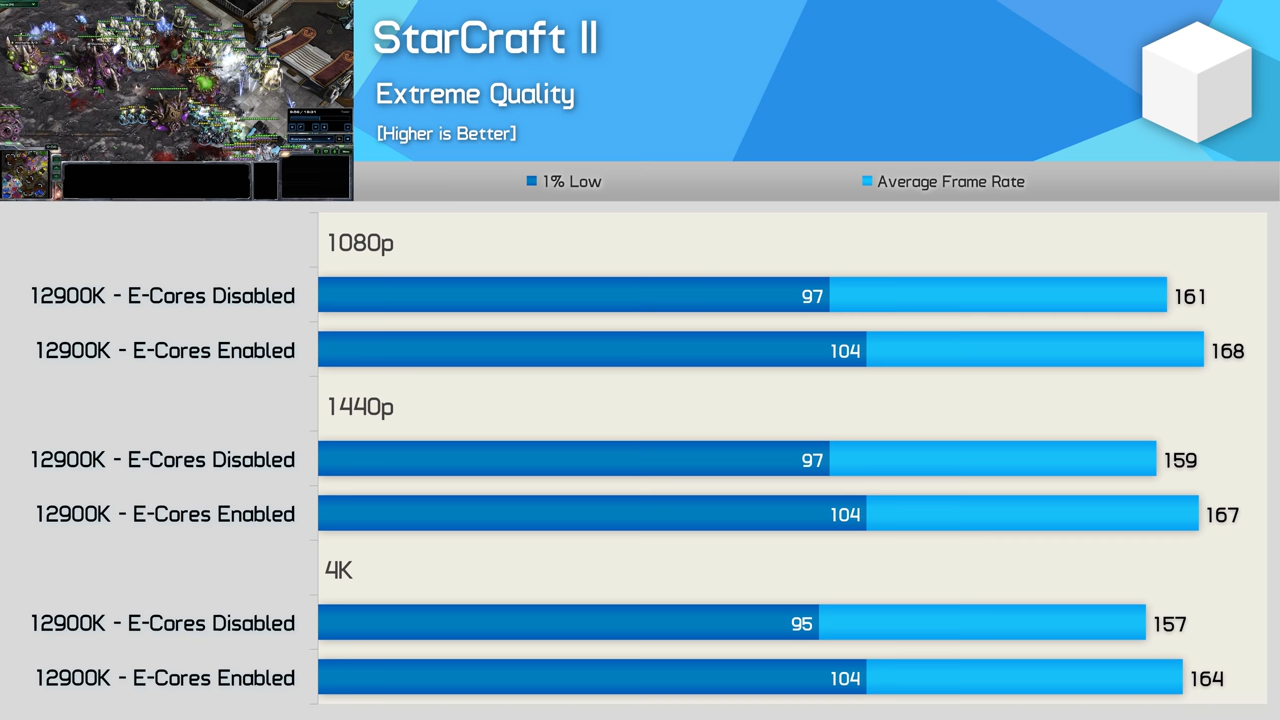 StarCraft II
Extreme Quality
[Higher is Better]
1% Low
Average Frame Rate
1080p
12900K - E-Cores Disabled 97 161
12900K - E-Cores Enabled 104 168
1440p
12900K - E-Cores Disabled 97 159
12900K - E-Cores Enabled 104 167
4K
12900K - E-Cores Disabled 95 157
12900K - E-Cores Enabled 104 164